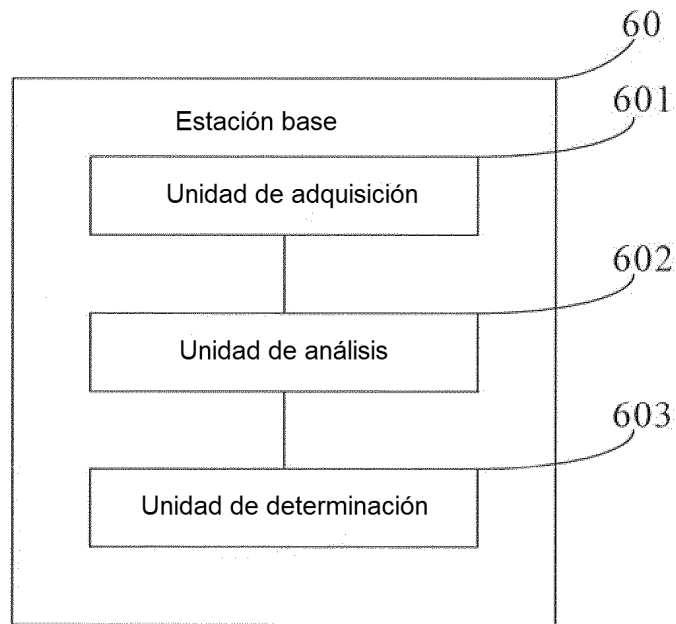 60
Estación base
601
Unidad de adquisición
602
Unidad de análisis
603
Unidad de determinación